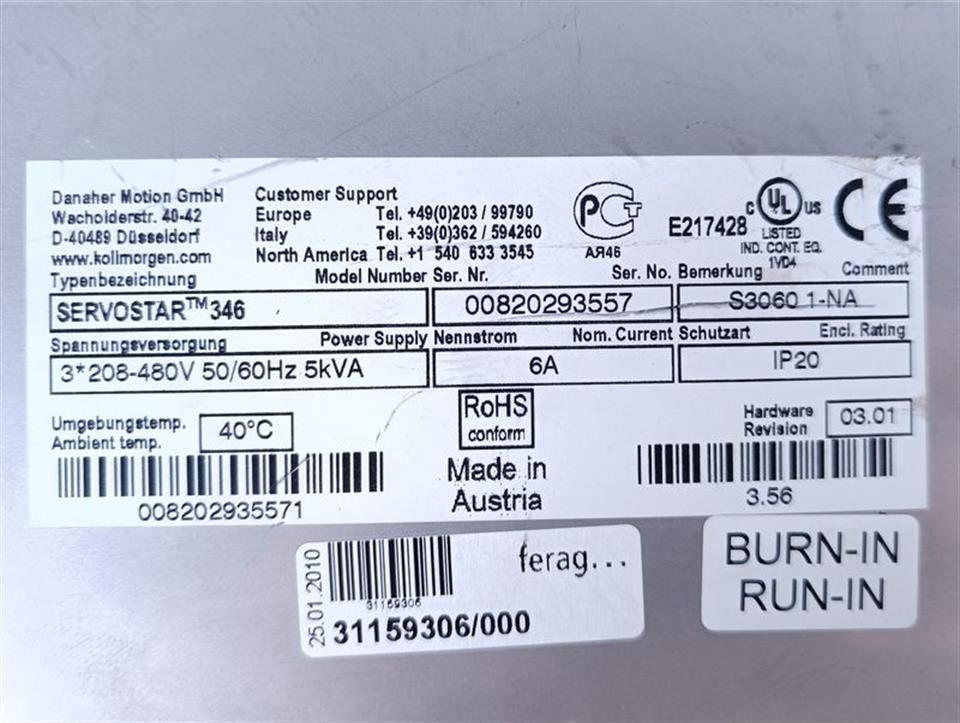 Danaher Motion GmbH
Wacholderstr. 40-42
D-40489 Düsseldorf
www.kollmorgen.com
Customer Support
Europe Tel. +49(0)203 / 99790
Italy Tel. +39(0)362 / 594260
North America Tel. +1 540 633 3545
РСТ
АЯ46
E217428
c UL us
LISTED
IND. CONT. EQ.
1VD4
CE
Typenbezeichnung Model Number Ser. Nr. Ser. No. Bemerkung Comment
SERVOSTAR™346 00820293557 S3060 1-NA
Spannungsversorgung Power Supply Nennstrom Nom. Current Schutzart Encl. Rating
3*208-480V 50/60Hz 5kVA 6A IP20
Umgebungstemp.
Ambient temp.
40°C
RoHS
conform
Hardware
Revision
03.01
Made in
Austria
008202935571
3.56
25.01.2010
31159306
31159306/000
ferag...
BURN-IN
RUN-IN